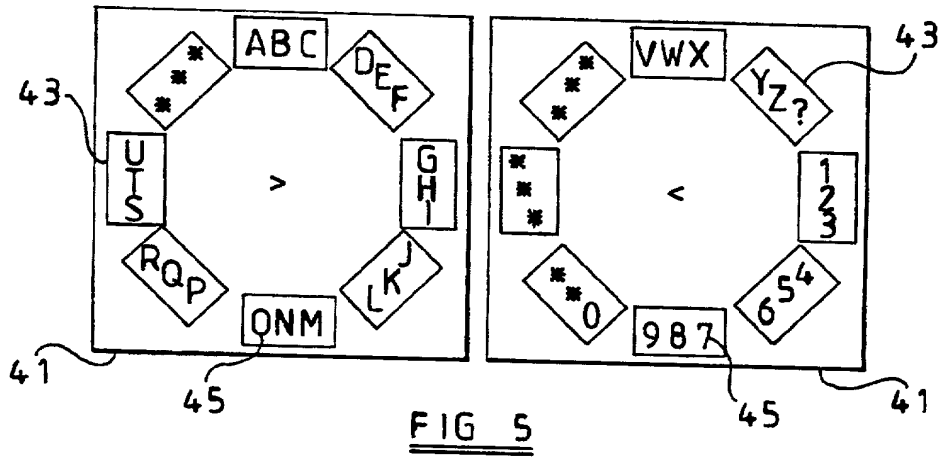 ABC
DEF
GHI
LKJ
ONM
RQP
UTS
***
>
43
41
45
VWX
YZ?
123
654
987
**0
***
***
<
43
45
41
FIG 5